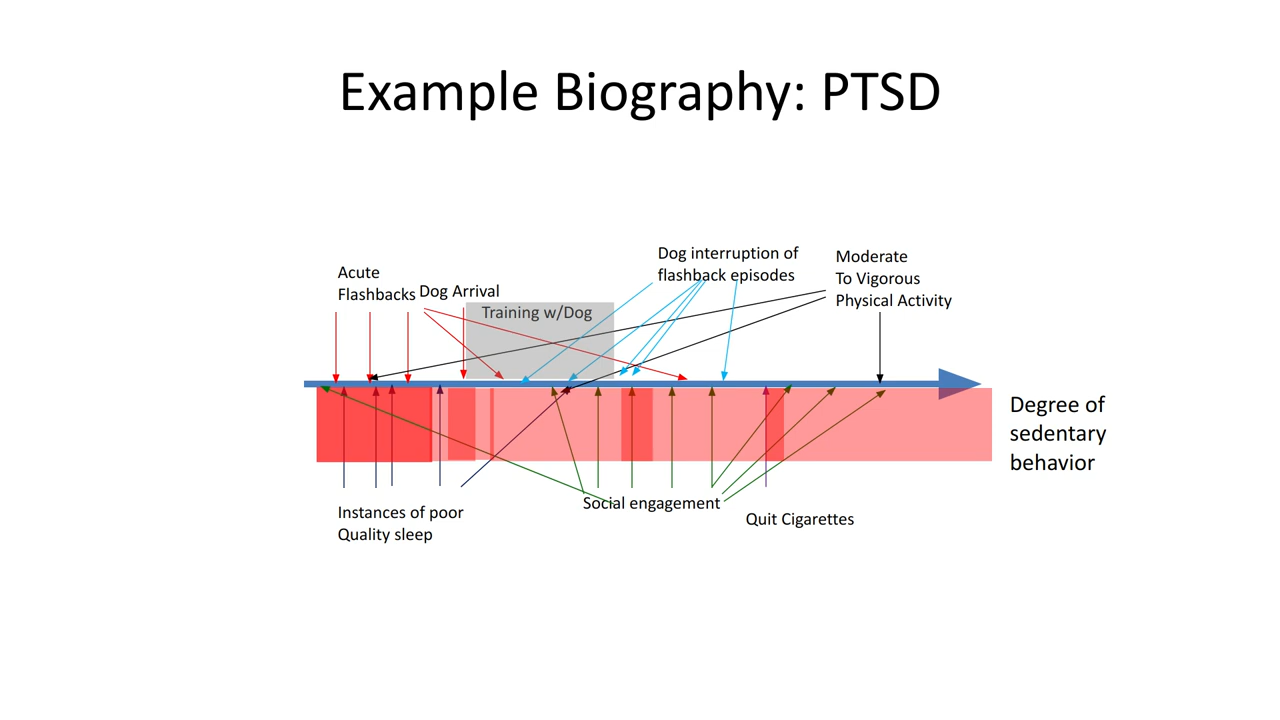 Example Biography: PTSD
Acute
Flashbacks
Dog Arrival
Training w/Dog
Dog interruption of
flashback episodes
Moderate
To Vigorous
Physical Activity
Degree of
sedentary
behavior
Instances of poor
Quality sleep
Social engagement
Quit Cigarettes